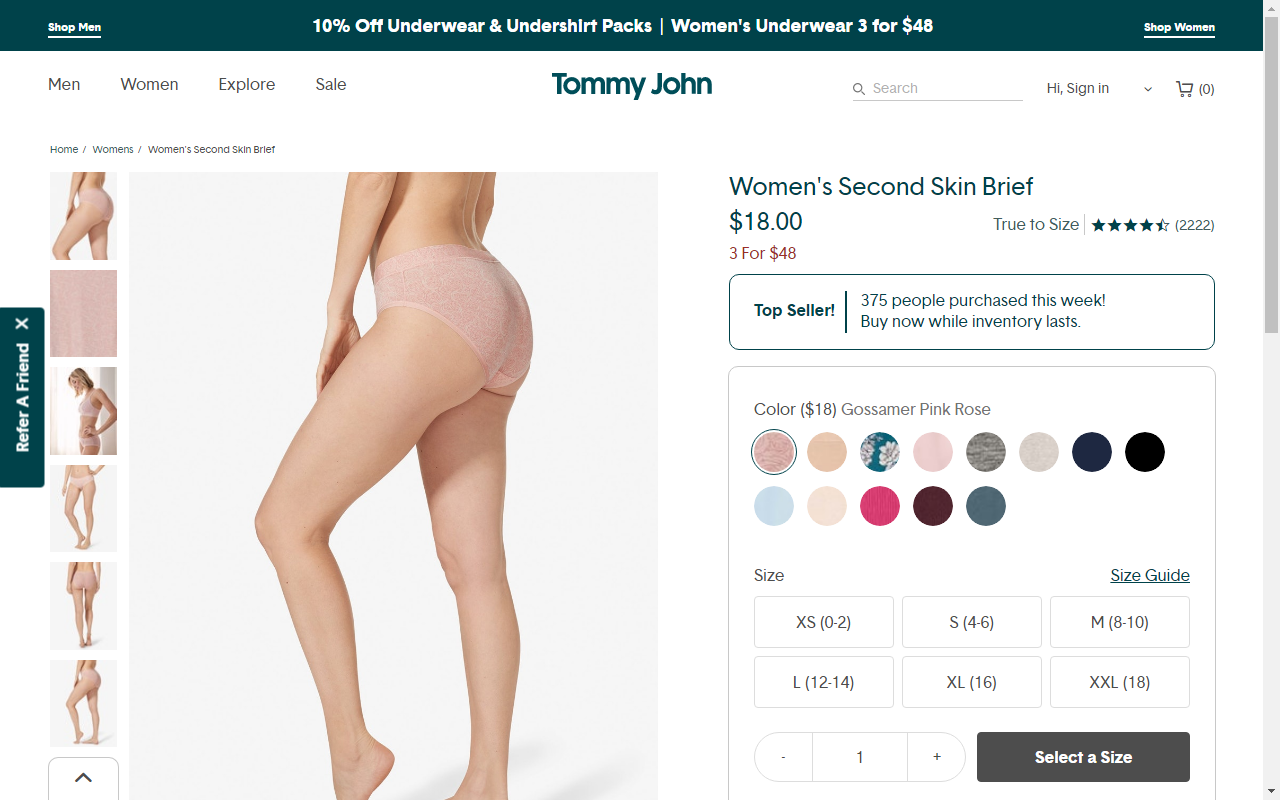 Shop Men
10% Off Underwear & Undershirt Packs | Women's Underwear 3 for $48
Shop Women
Men
Women
Explore
Sale
Tommy John
Search
Hi, Sign in
(0)
Home / Womens / Women's Second Skin Brief
Refer A Friend X
Women's Second Skin Brief
$18.00
True to Size
(2222)
3 For $48
Top Seller!
375 people purchased this week!
Buy now while inventory lasts.
Color ($18) Gossamer Pink Rose
Size
Size Guide
XS (0-2)
S (4-6)
M (8-10)
L (12-14)
XL (16)
XXL (18)
- 1 +
Select a Size